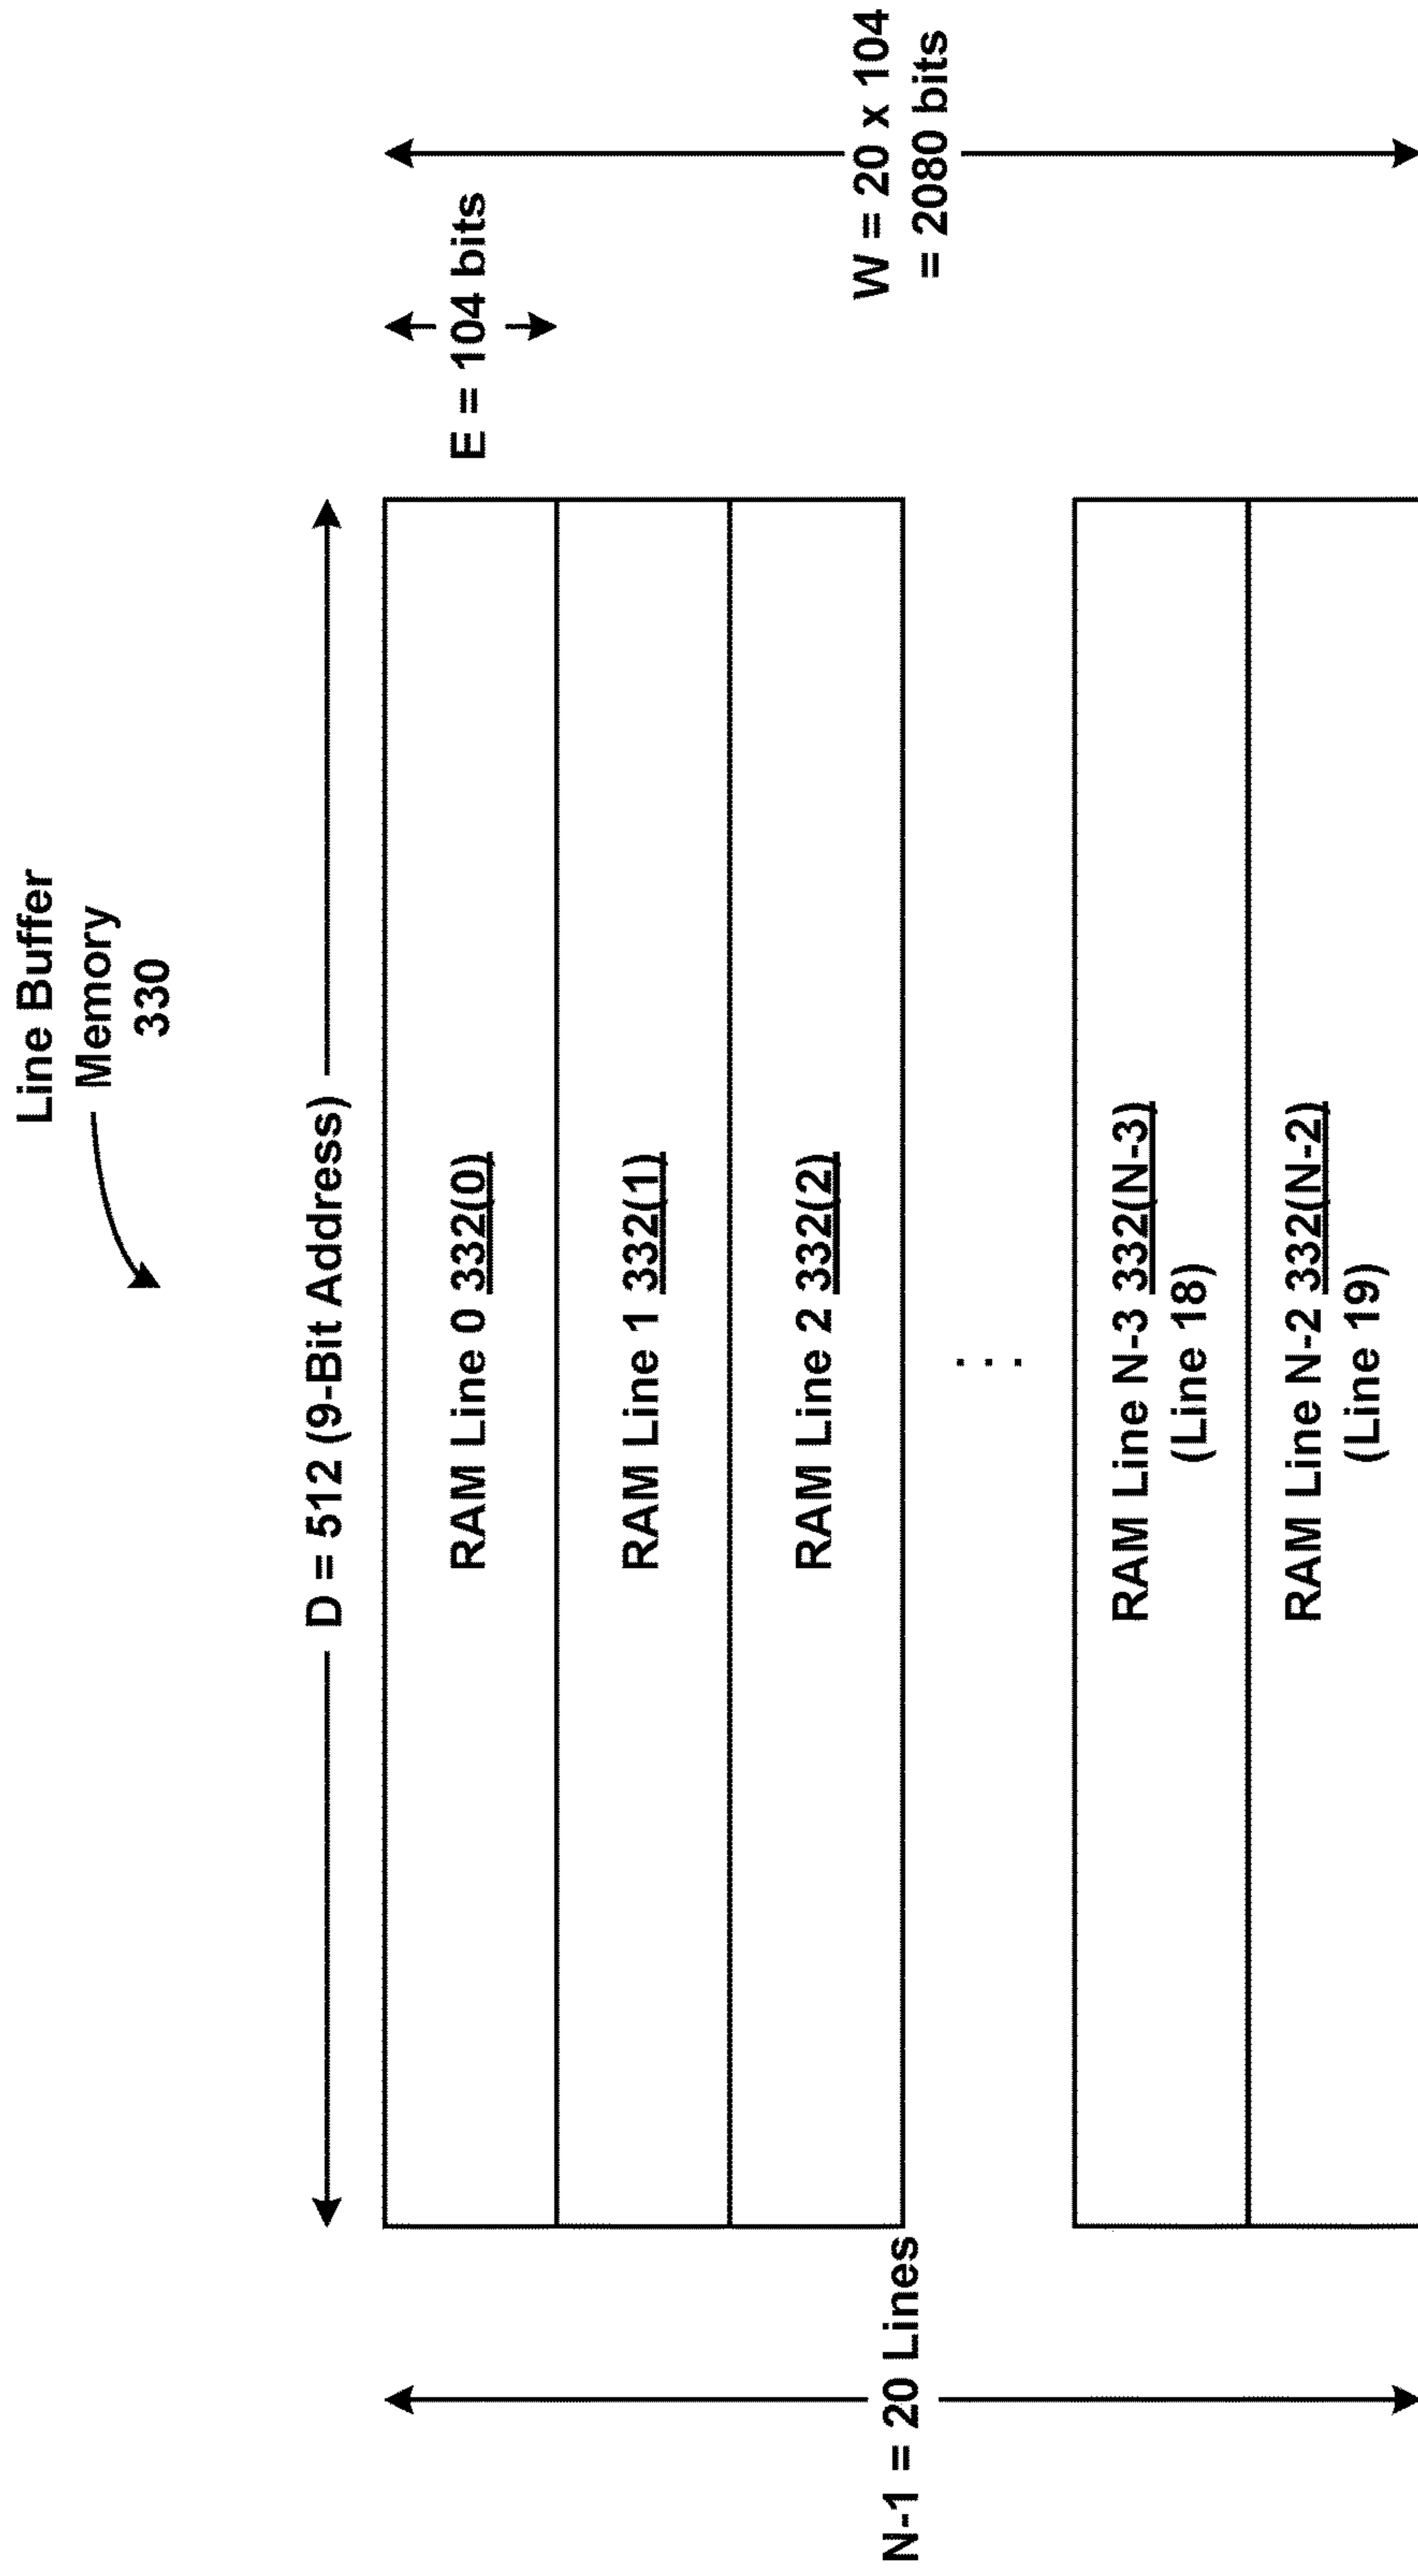 Line Buffer
Memory
330
D = 512 (9-Bit Address)
RAM Line 0 332(0)
RAM Line 1 332(1)
RAM Line 2 332(2)
...
RAM Line N-3 332(N-3)
(Line 18)
RAM Line N-2 332(N-2)
(Line 19)
N-1 = 20 Lines
E = 104 bits
W = 20 x 104
= 2080 bits